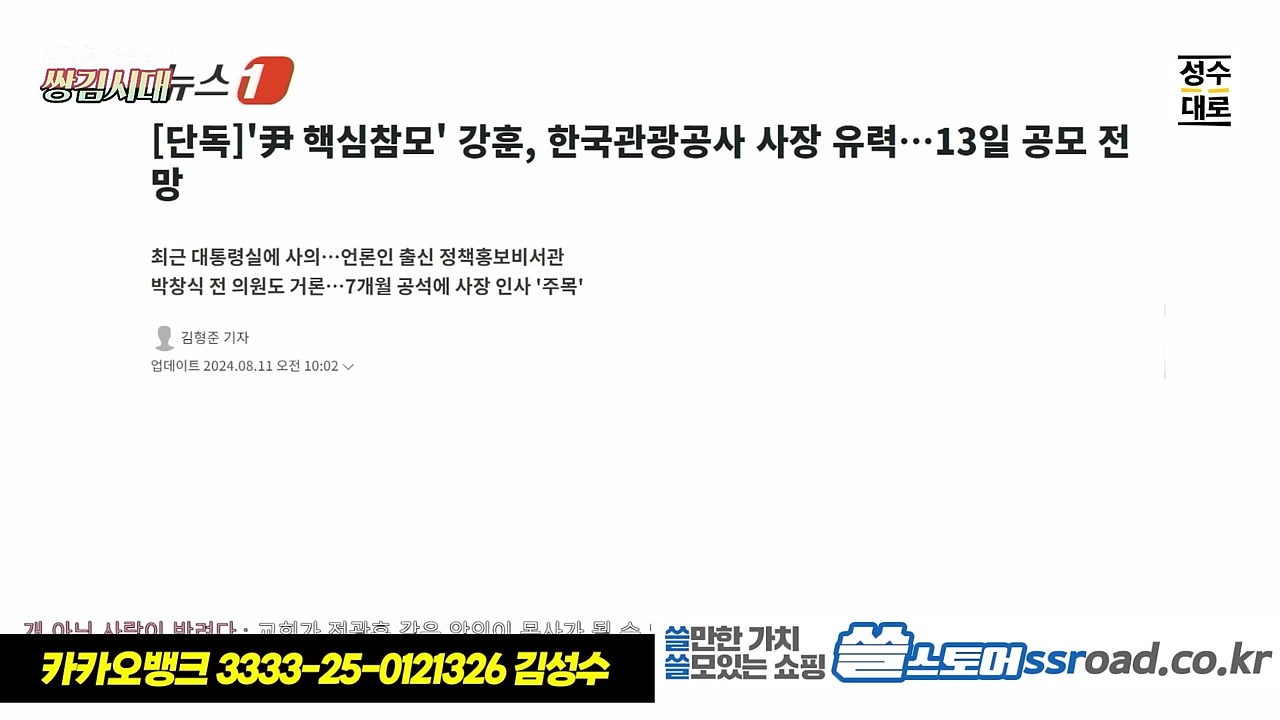 쌍김시대
뉴스1
성수
대로
[단독]'尹 핵심참모' 강훈, 한국관광공사 사장 유력…13일 공모 전
망
최근 대통령실에 사의…언론인 출신 정책홍보비서관
박창식 전 의원도 거론…7개월 공석에 사장 인사 '주목'
김형준 기자
업데이트 2024.08.11 오전 10:02
카카오뱅크 3333-25-0121326 김성수
쓸만한 가치
쓸모있는 쇼핑
쓸스토어ssroad.co.kr